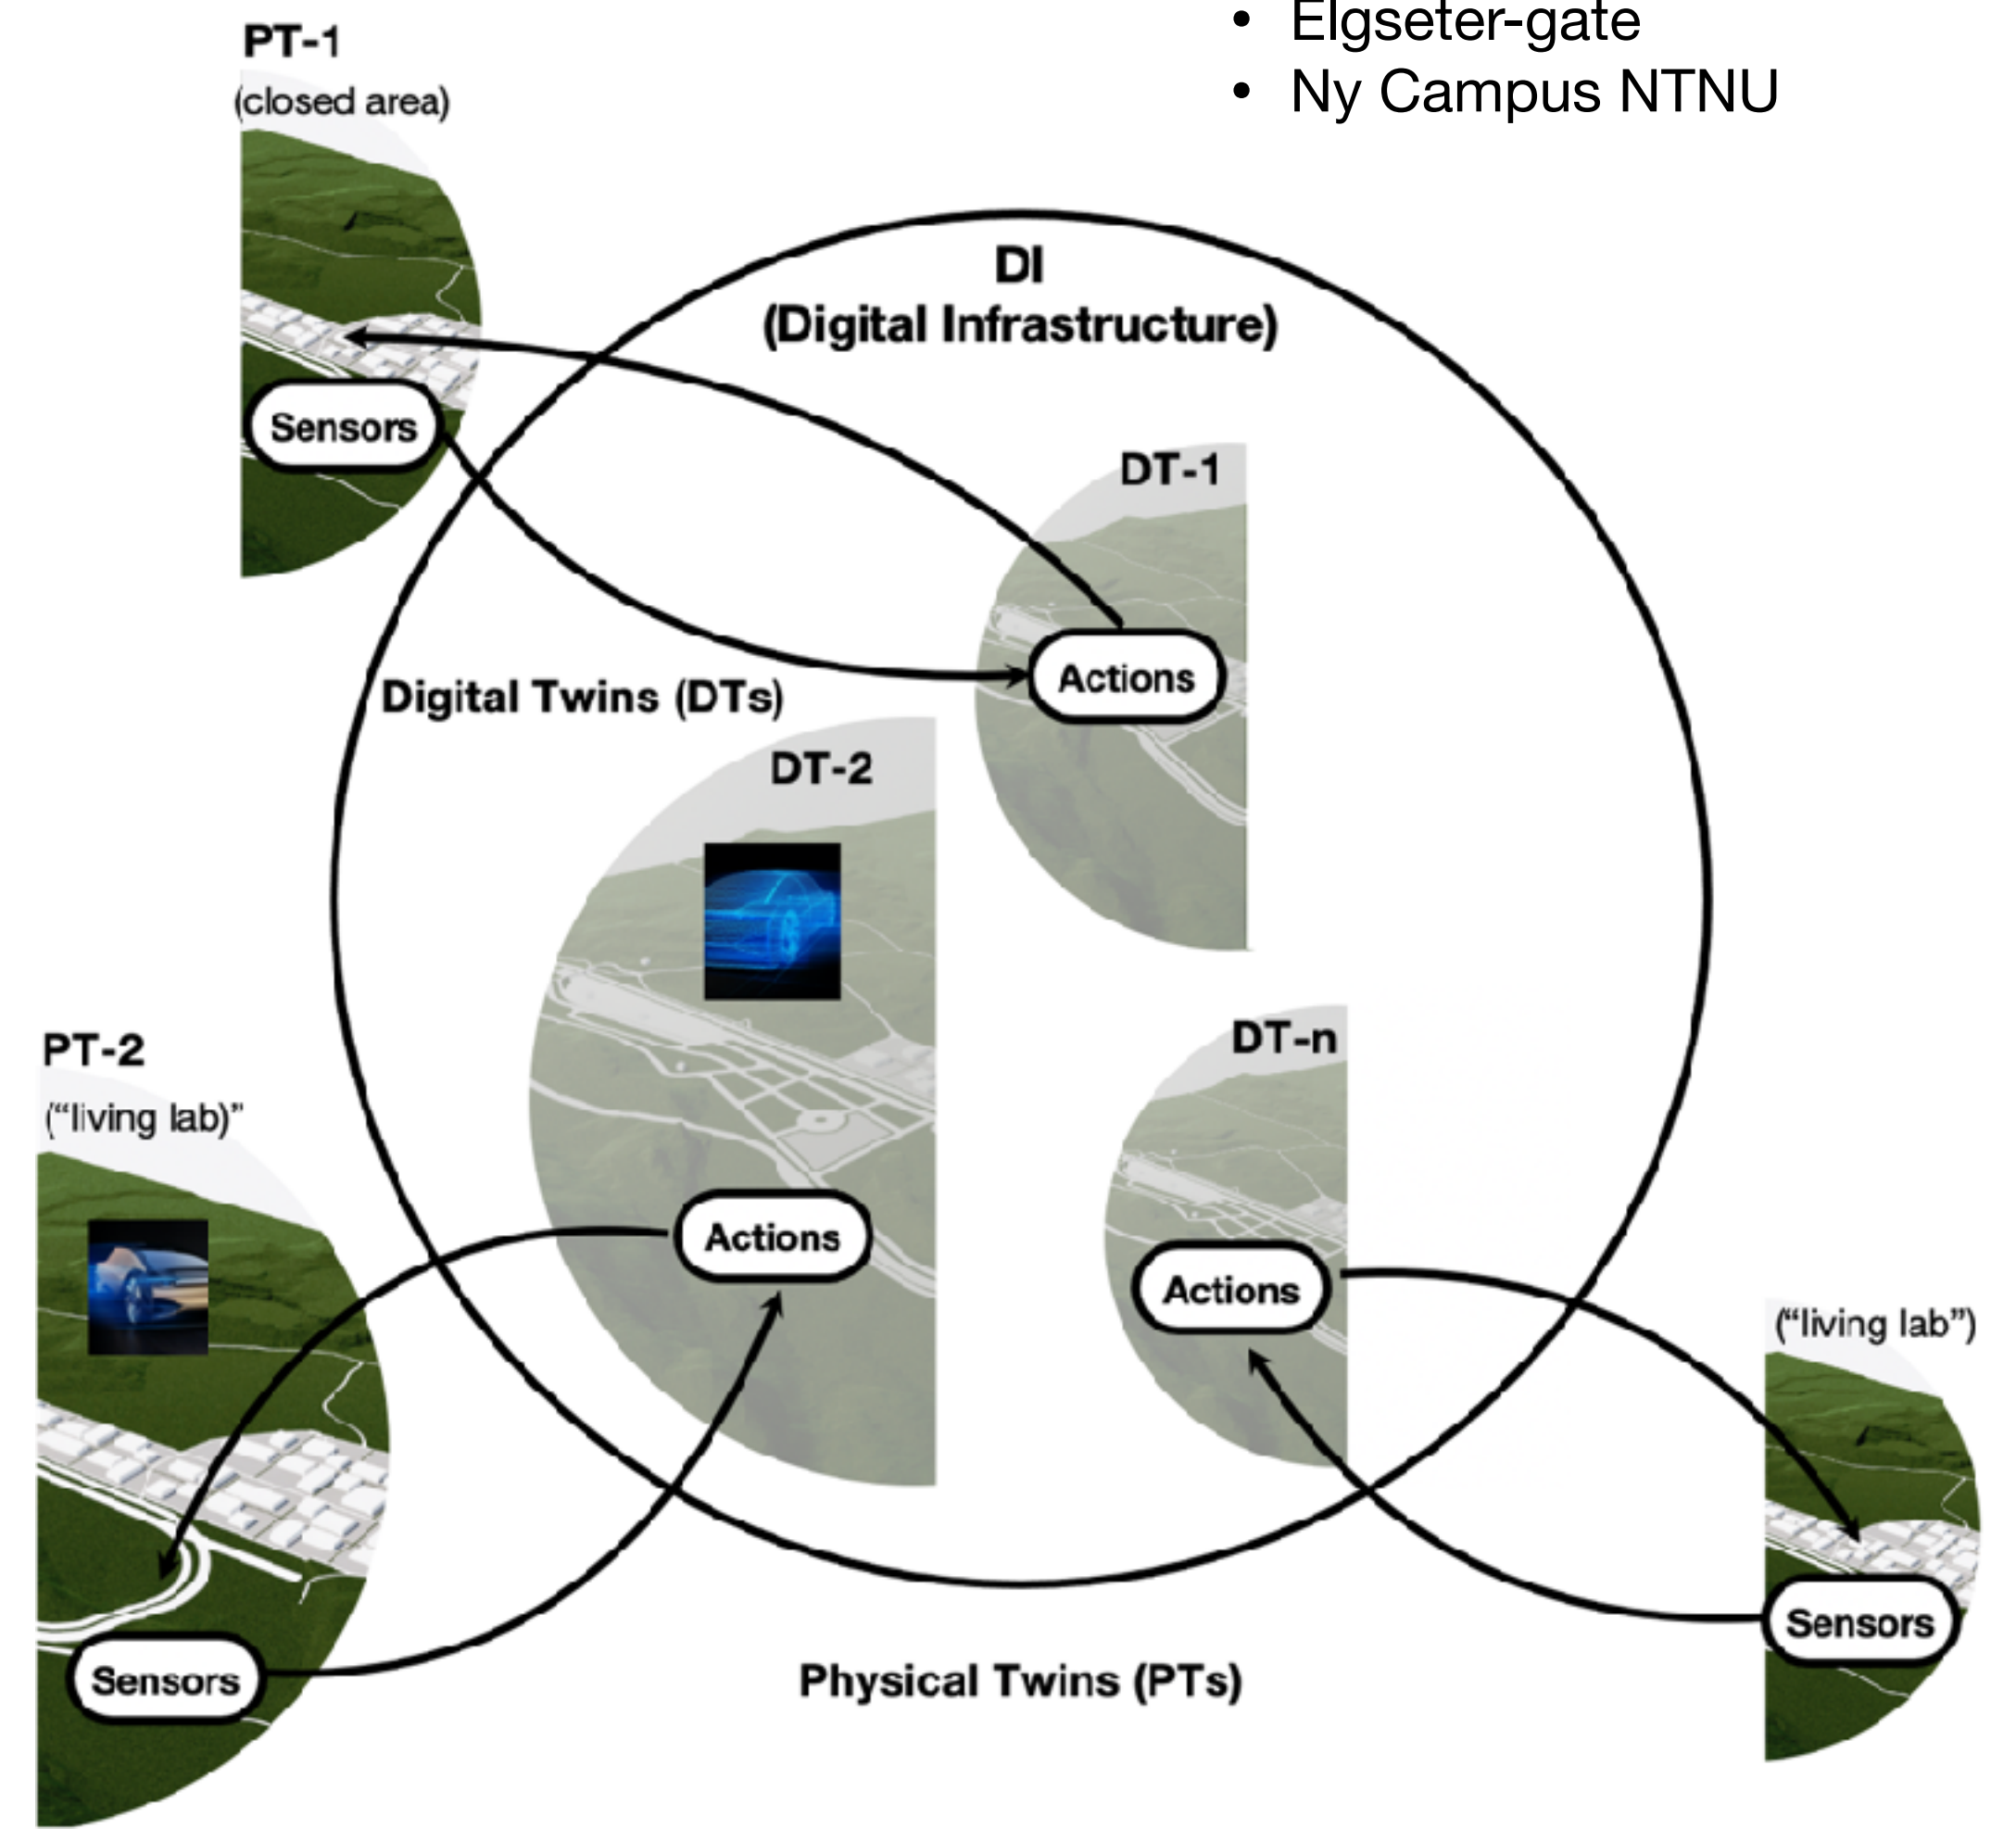 • Elgseter-gate
• Ny Campus NTNU
PT-1
(closed area)
DI
(Digital Infrastructure)
Sensors
DT-1
Actions
Digital Twins (DTs)
DT-2
DT-n
PT-2
(“living lab)”
Actions
Actions
(“living lab”)
Sensors
Sensors
Physical Twins (PTs)